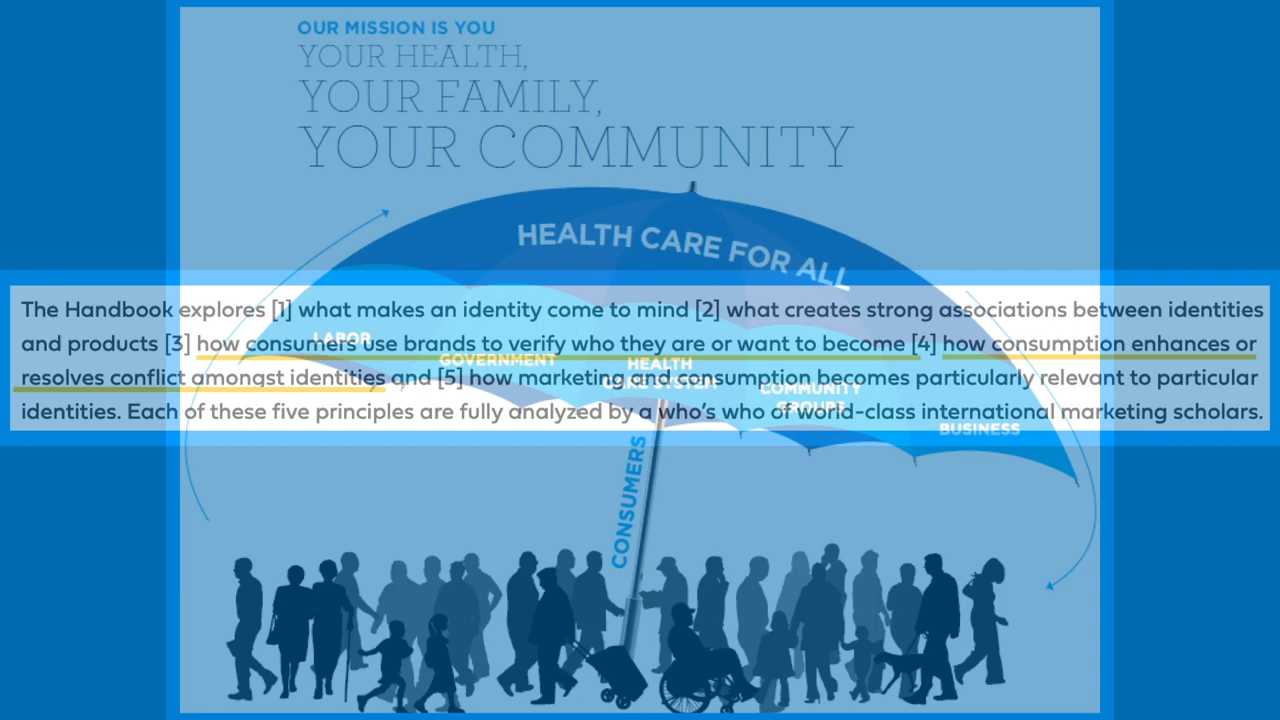 OUR MISSION IS YOU
YOUR HEALTH,
YOUR FAMILY,
YOUR COMMUNITY
HEALTH CARE FOR ALL
The Handbook explores [1] what makes an identity come to mind [2] what creates strong associations between identities
and products [3] how consumers use brands to verify who they are or want to become [4] how consumption enhances or
resolves conflict amongst identities and [5] how marketing and consumption becomes particularly relevant to particular
identities. Each of these five principles are fully analyzed by a who's who of world-class international marketing scholars.
LABOR
GOVERNMENT
HEALTH
CARE SYSTEM
COMMUNITY
GROUPS
BUSINESS
CONSUMERS